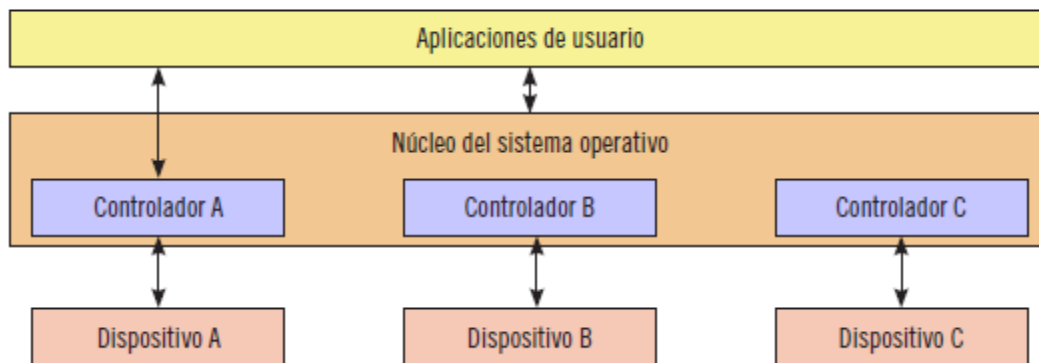 Aplicaciones de usuario
Núcleo del sistema operativo
Controlador A
Controlador B
Controlador C
Dispositivo A
Dispositivo B
Dispositivo C